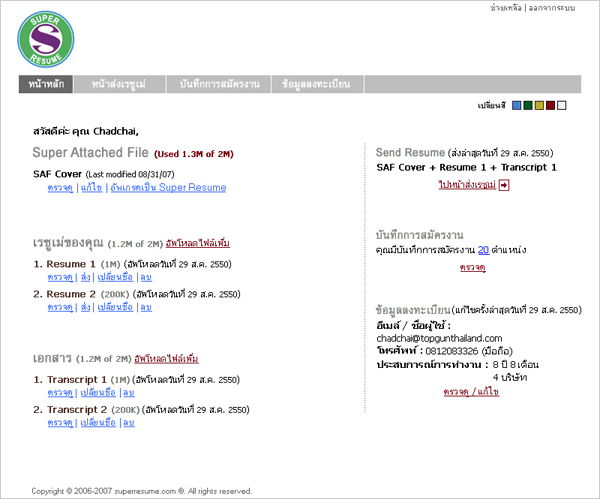 ช่วยเหลือ | ออกจากระบบ
SUPER
S
RESUME
หน้าหลัก
หน้าส่งเรซูเม่
บันทึกการสมัครงาน
ข้อมูลลงทะเบียน
เปลี่ยนสี
สวัสดีค่ะ คุณ Chadchai,
Super Attached File (Used 1.3M of 2M)
SAF Cover (Last modified 08/31/07)
ตรวจดู | แก้ไข | อัพเกรดเป็น Super Resume
เรซูเม่ของคุณ (1.2M of 2M) อัพโหลดไฟล์เพิ่ม
1. Resume 1 (1M) (อัพโหลดวันที่ 29 ส.ค. 2550)
ตรวจดู | ส่ง | เปลี่ยนชื่อ | ลบ
2. Resume 2 (200K) (อัพโหลดวันที่ 29 ส.ค. 2550)
ตรวจดู | ส่ง | เปลี่ยนชื่อ | ลบ
เอกสาร (1.2M of 2M) อัพโหลดไฟล์เพิ่ม
1. Transcript 1 (1M) (อัพโหลดวันที่ 29 ส.ค. 2550)
ตรวจดู | เปลี่ยนชื่อ | ลบ
2. Transcript 2 (200K) (อัพโหลดวันที่ 29 ส.ค. 2550)
ตรวจดู | เปลี่ยนชื่อ | ลบ
Send Resume (ส่งล่าสุดวันที่ 29 ส.ค. 2550)
SAF Cover + Resume 1 + Transcript 1
ไปหน้าส่งเรซูเม่
บันทึกการสมัครงาน
คุณมีบันทึกการสมัครงาน 20 ตำแหน่ง
ตรวจดู
ข้อมูลลงทะเบียน (แก้ไขครั้งล่าสุดวันที่ 29 ส.ค. 2550)
อีเมล์ / ชื่อผู้ใช้ :
chadchai@topgunthailand.com
โทรศัพท์ : 0812083326 (มือถือ)
ประสบการณ์การทำงาน : 8 ปี 8 เดือน
4 บริษัท
ตรวจดู / แก้ไข
Copyright © 2006-2007 superresume.com ®. All rights reserved.